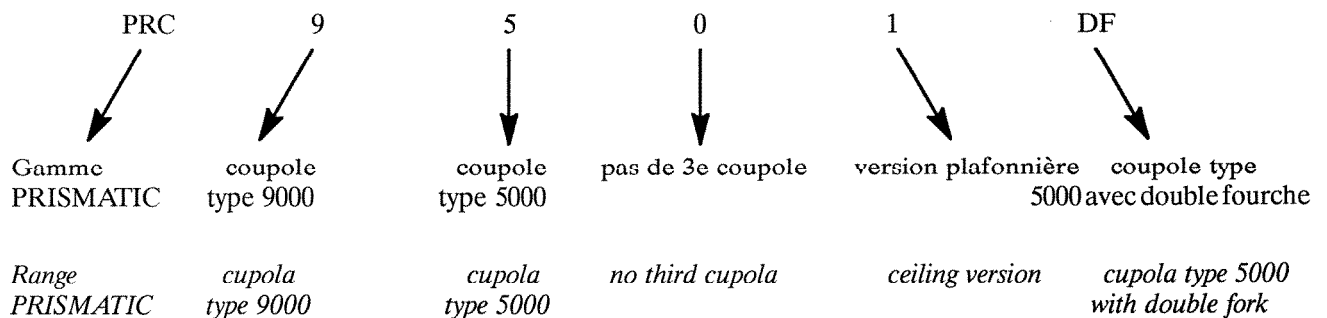 PRC 9 5 0 1 DF
Gamme coupole coupole pas de 3e coupole version plafonnière coupole type
PRISMATIC type 9000 type 5000 5000 avec double fourche
Range cupola cupola no third cupola ceiling version cupola type 5000
PRISMATIC type 9000 type 5000 with double fork